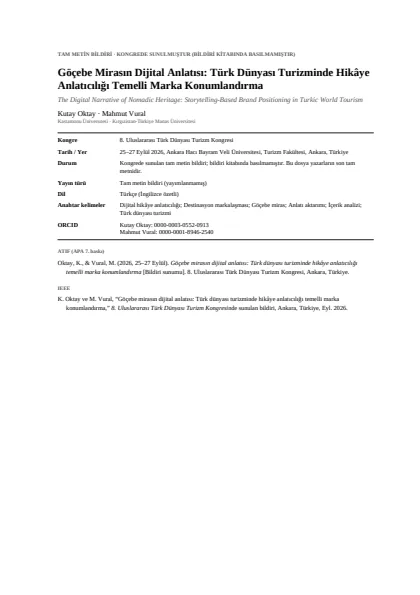 TAM METİN BİLDİRİ · KONGREDE SUNULMUŞTUR (BİLDİRİ KİTABINDA BASILMAMIŞTIR)
Göçebe Mirasın Dijital Anlatısı: Türk Dünyası Turizminde Hikâye
Anlatıcılığı Temelli Marka Konumlandırma
The Digital Narrative of Nomadic Heritage: Storytelling-Based Brand Positioning in Turkic World Tourism
Kutay Oktay · Mahmut Vural
Kastamonu Üniversitesi · Kırgızistan-Türkiye Manas Üniversitesi
Kongre 8. Uluslararası Türk Dünyası Turizm Kongresi
Tarih / Yer 25–27 Eylül 2026, Ankara Hacı Bayram Veli Üniversitesi, Turizm Fakültesi, Ankara, Türkiye
Durum Kongrede sunulan tam metin bildiri; bildiri kitabında basılmamıştır. Bu dosya yazarların son tam
metnidir.
Yayın türü Tam metin bildiri (yayımlanmamış)
Dil Türkçe (İngilizce özetli)
Anahtar kelimeler Dijital hikâye anlatıcılığı; Destinasyon markalaşması; Göçebe miras; Anlatı aktarımı; İçerik analizi;
Türk dünyası turizmi
ORCID Kutay Oktay: 0000-0003-0552-0913
Mahmut Vural: 0000-0001-8946-2540
ATIF (APA 7. baskı)
Oktay, K., & Vural, M. (2026, 25–27 Eylül). Göçebe mirasın dijital anlatısı: Türk dünyası turizminde hikâye anlatıcılığı
temelli marka konumlandırma [Bildiri sunumu]. 8. Uluslararası Türk Dünyası Turizm Kongresi, Ankara, Türkiye.
IEEE
K. Oktay ve M. Vural, “Göçebe mirasın dijital anlatısı: Türk dünyası turizminde hikâye anlatıcılığı temelli marka
konumlandırma,” 8. Uluslararası Türk Dünyası Turizm Kongresinde sunulan bildiri, Ankara, Türkiye, Eyl. 2026.